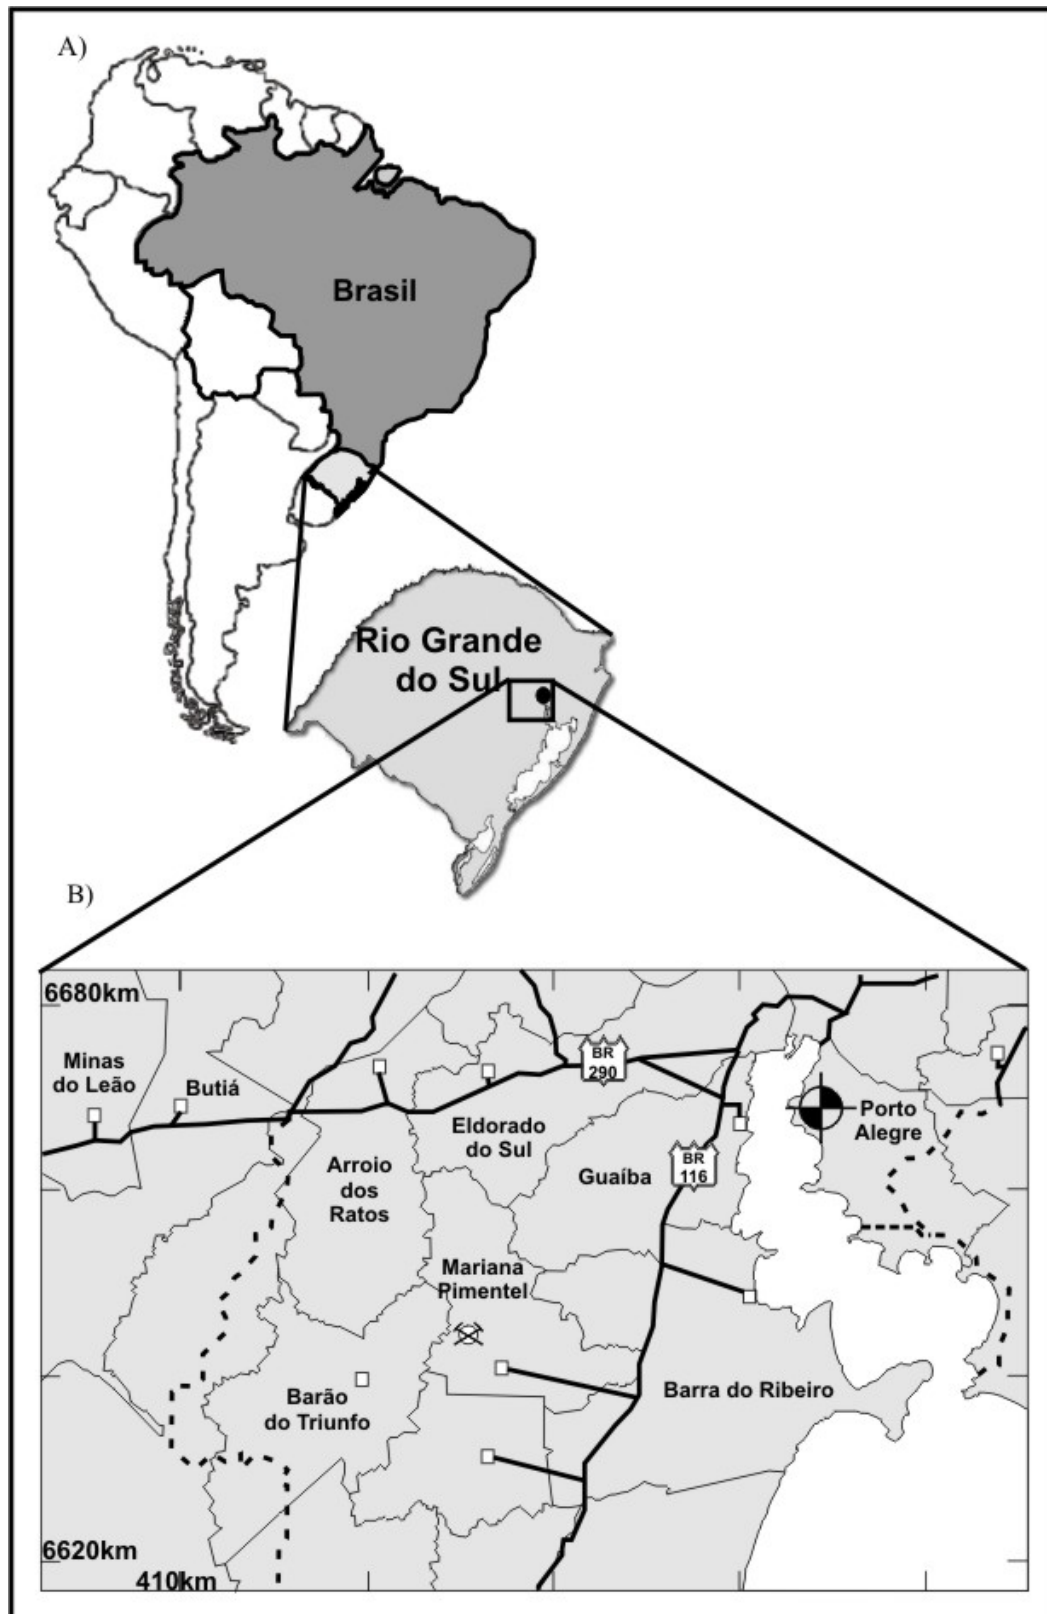 A)
Brasil
Rio Grande
do Sul
B)
6680km
Minas
do Leão
Butiá
BR
290
Eldorado
do Sul
Porto
Alegre
Arroio
dos
Ratos
Guaíba
BR
116
Mariana
Pimentel
Barão
do Triunfo
Barra do Ribeiro
6620km
410km